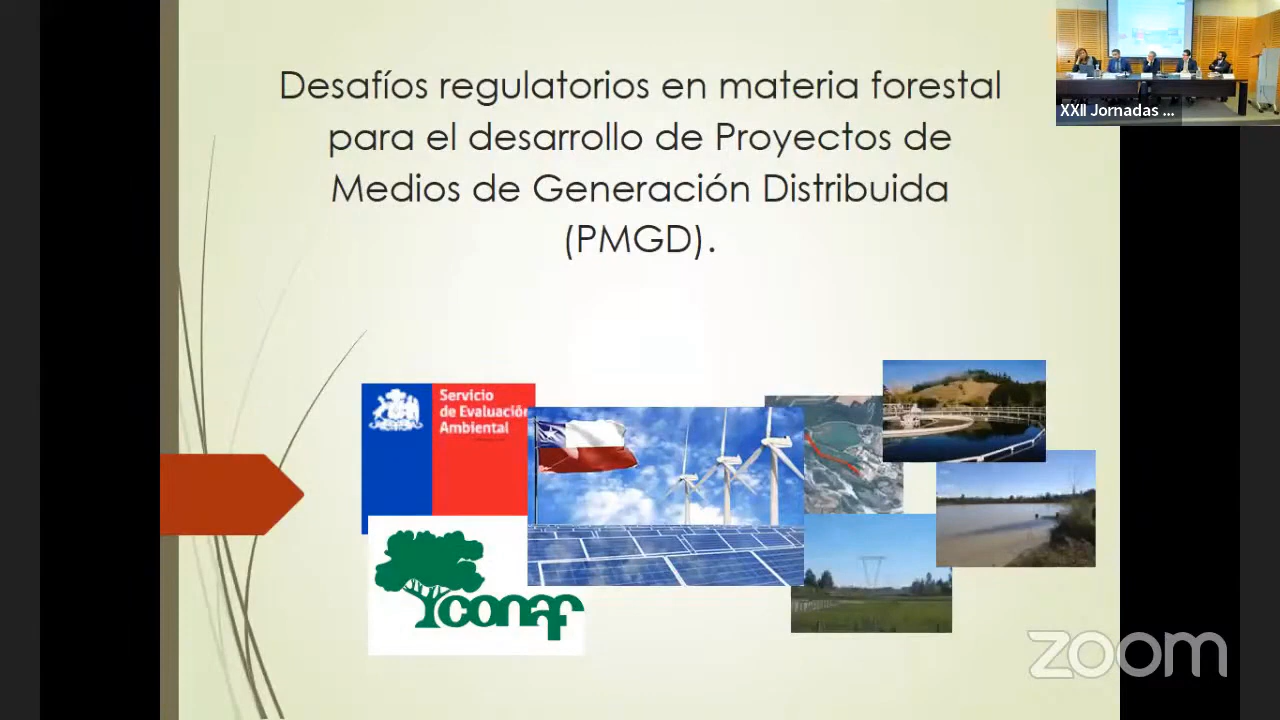 Desafíos regulatorios en materia forestal
para el desarrollo de Proyectos de
Medios de Generación Distribuida
(PMGD).
XXII Jornadas ...
Servicio
de Evaluación
Ambiental
conaf
zoom